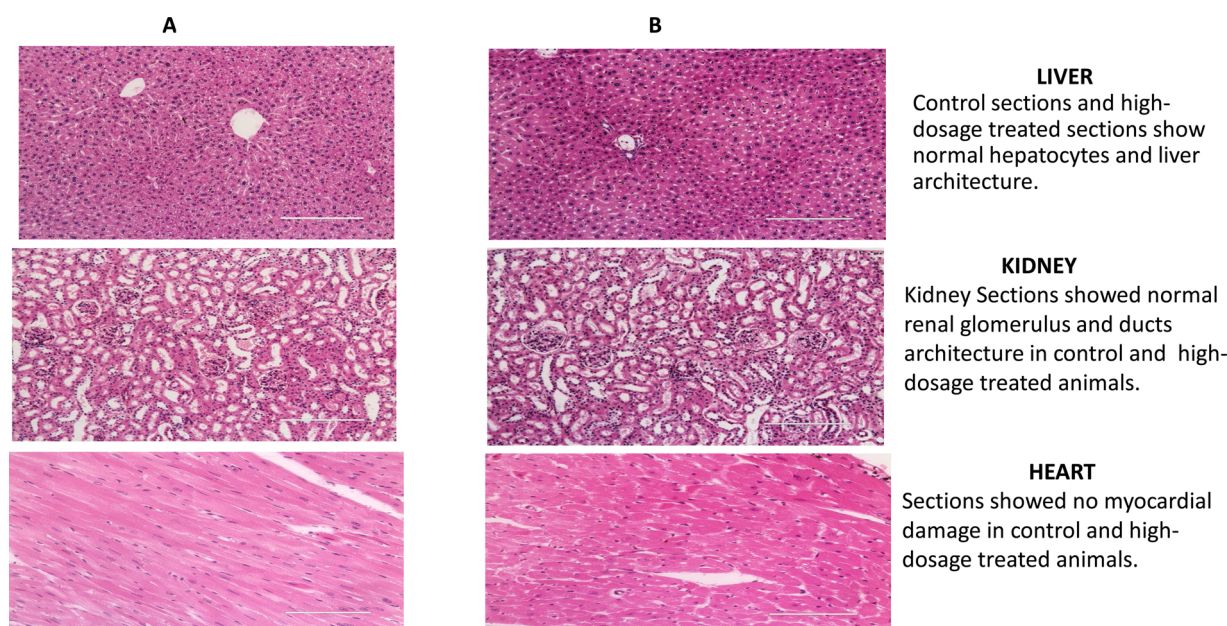 A
B
LIVER
Control sections and high-
dosage treated sections show
normal hepatocytes and liver
architecture.
KIDNEY
Kidney Sections showed normal
renal glomerulus and ducts
architecture in control and  high-
dosage treated animals.
HEART
Sections showed no myocardial
damage in control and high-
dosage treated animals.